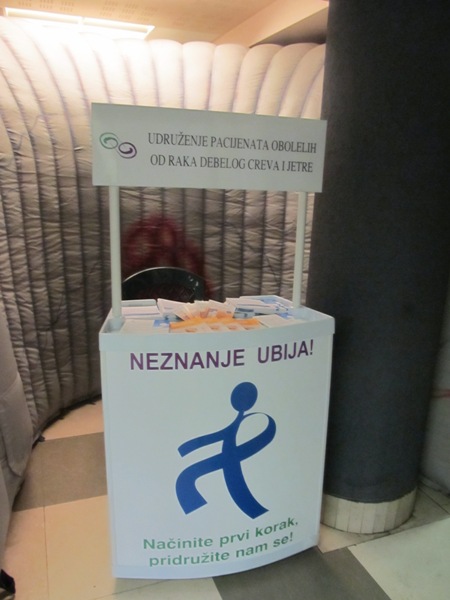 UDRUŽENJE PACIJENATA OBOLELIH
OD RAKA DEBELOG CREVA I JETRE
NEZNANJE UBIJA!
Načinite prvi korak,
pridružite nam se!